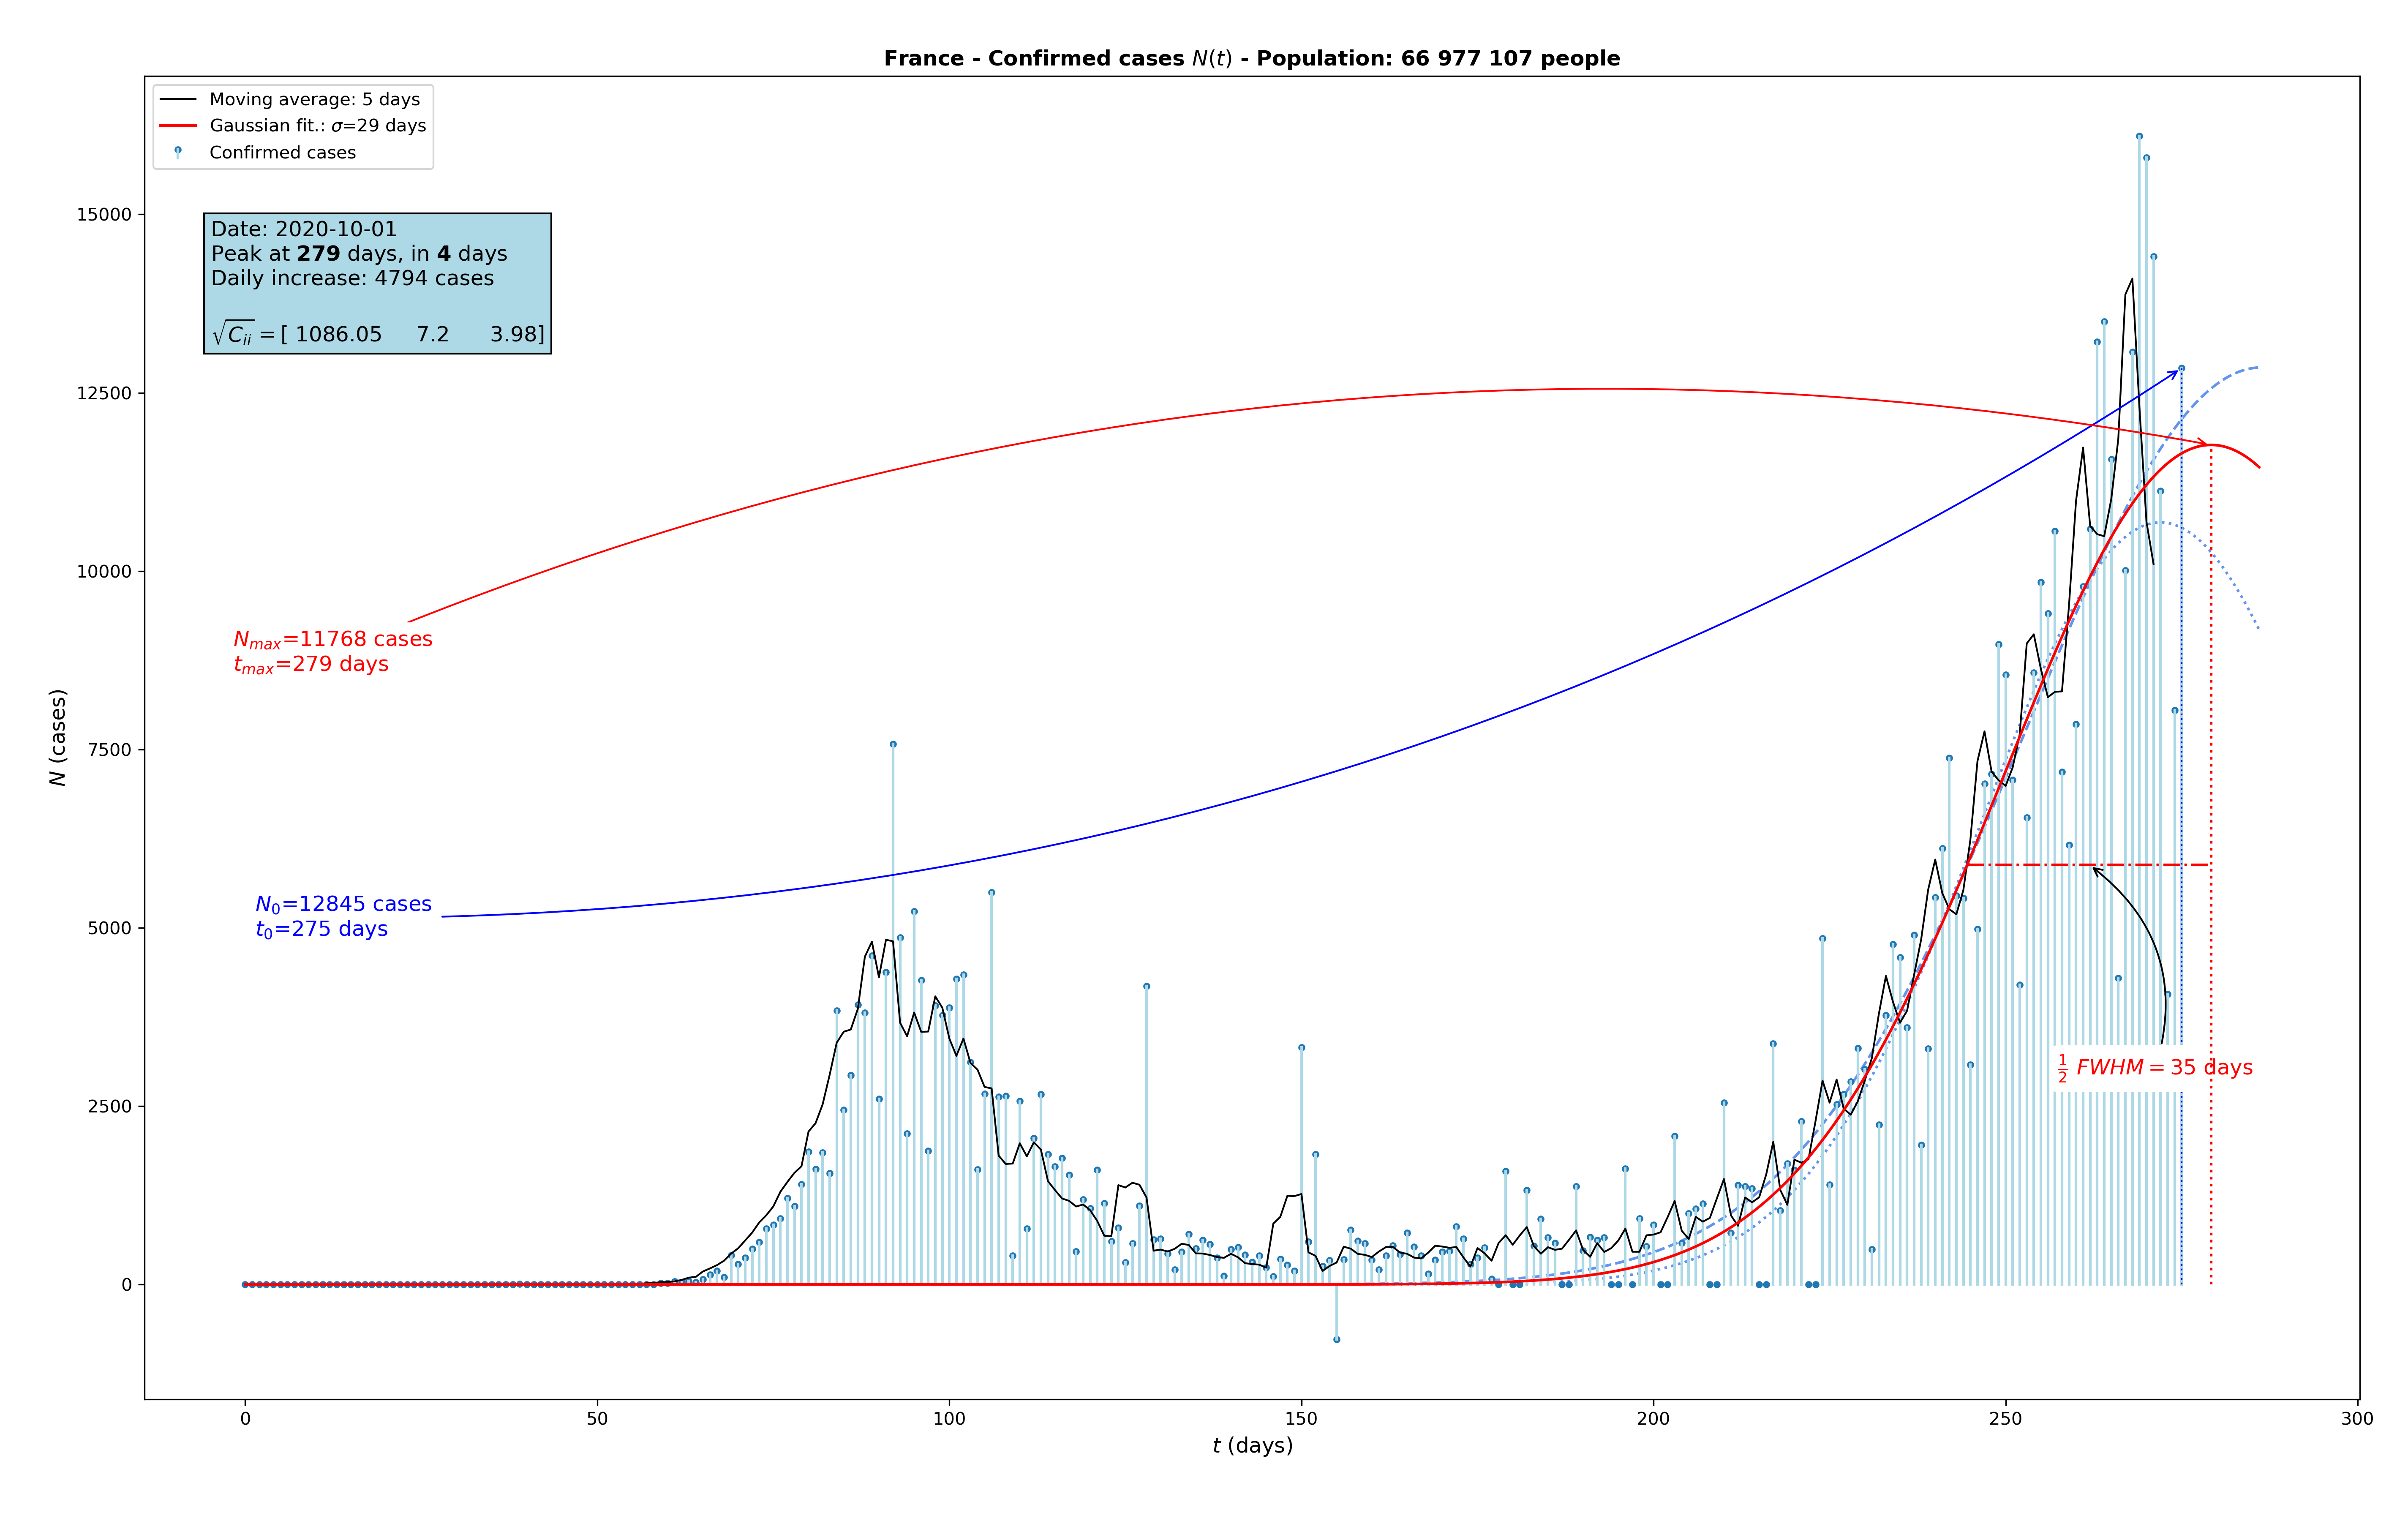 France - Confirmed cases N(t) - Population: 66 977 107 people
Moving average: 5 days
Gaussian fit.: σ=29 days
Confirmed cases
Date: 2020-10-01
Peak at 279 days, in 4 days
Daily increase: 4794 cases
√C_ii = [ 1086.05 7.2 3.98]
N_max=11768 cases
t_max=279 days
N_0=12845 cases
t_0=275 days
1/2 FWHM = 35 days
N (cases)
15000
12500
10000
7500
5000
2500
0
0 50 100 150 200 250 300
t (days)